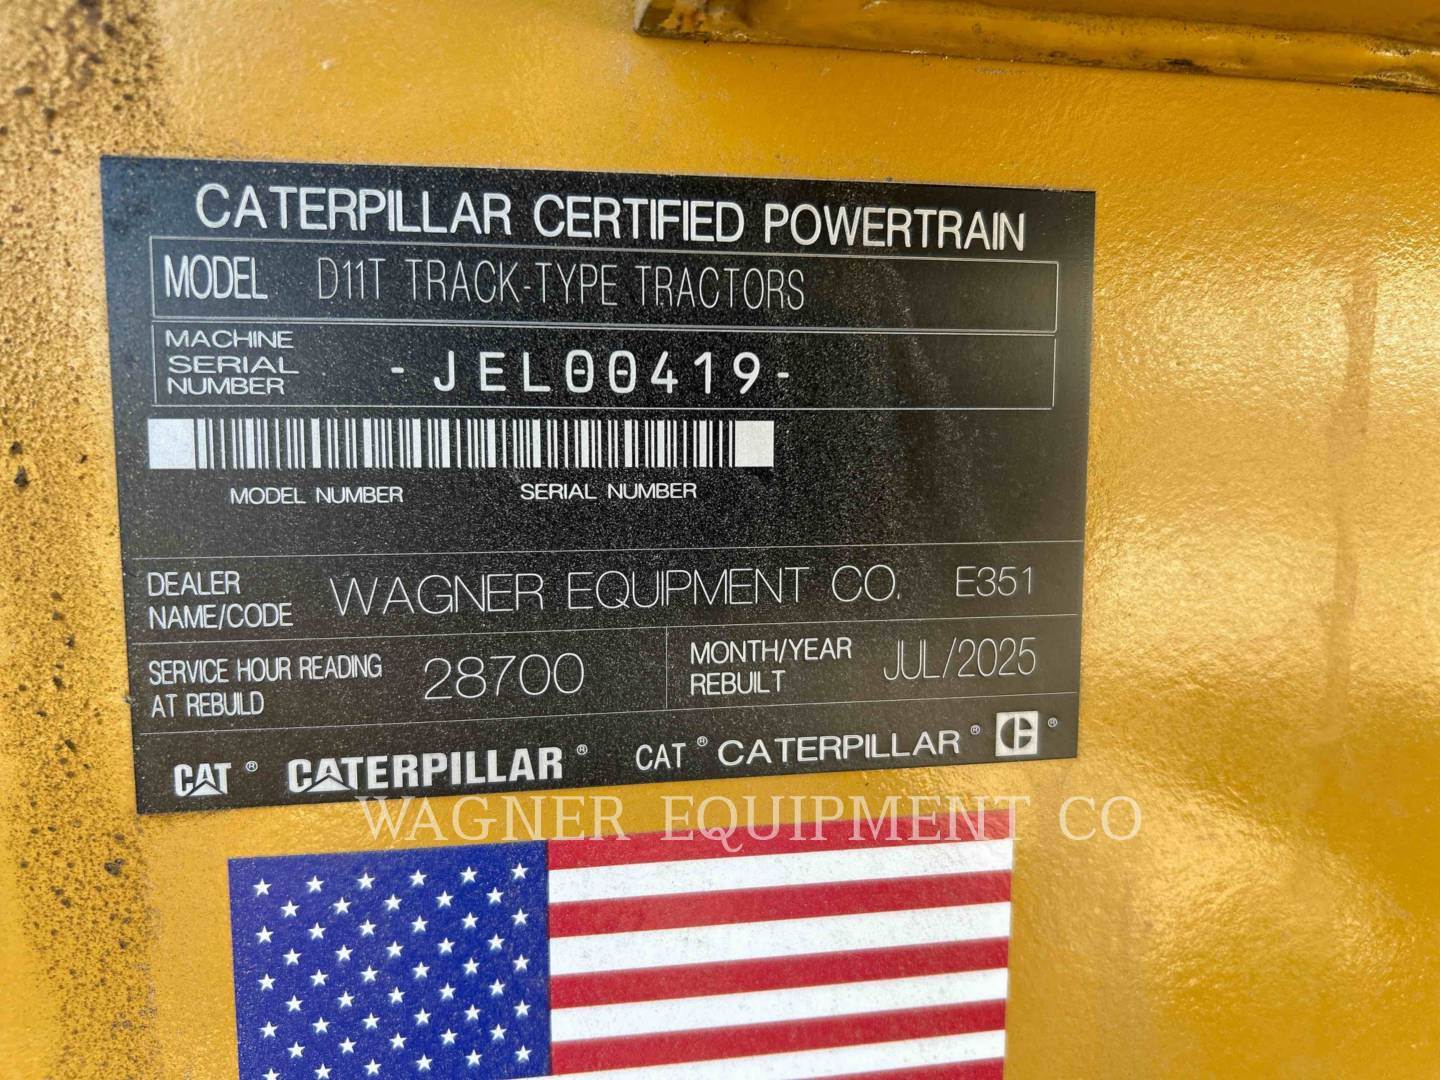 CATERPILLAR CERTIFIED POWERTRAIN
MODEL D11T TRACK-TYPE TRACTORS
MACHINE
SERIAL
NUMBER
-JEL00419-
MODEL NUMBER SERIAL NUMBER
DEALER
NAME/CODE
WAGNER EQUIPMENT CO. E351
SERVICE HOUR READING
AT REBUILD
28700
MONTH/YEAR
REBUILT
JUL/2025
CAT ® CATERPILLAR ® CAT ® CATERPILLAR ® C ®
WAGNER EQUIPMENT CO